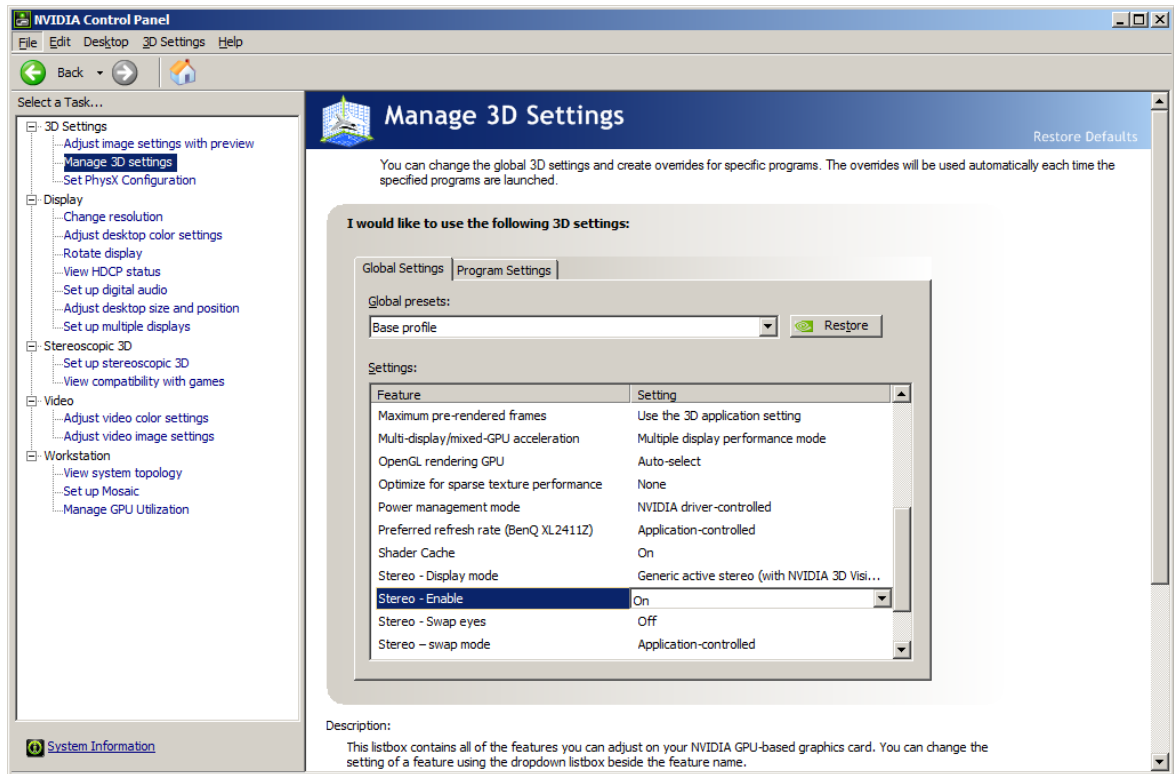 NVIDIA Control Panel
File Edit Desktop 3D Settings Help
Back
Select a Task...
3D Settings
Adjust image settings with preview
Manage 3D settings
Set PhysX Configuration
Display
Change resolution
Adjust desktop color settings
Rotate display
View HDCP status
Set up digital audio
Adjust desktop size and position
Set up multiple displays
Stereoscopic 3D
Set up stereoscopic 3D
View compatibility with games
Video
Adjust video color settings
Adjust video image settings
Workstation
View system topology
Set up Mosaic
Manage GPU Utilization
System Information
Manage 3D Settings
Restore Defaults
You can change the global 3D settings and create overrides for specific programs. The overrides will be used automatically each time the
specified programs are launched.
I would like to use the following 3D settings:
Global Settings Program Settings
Global presets:
Base profile Restore
Settings:
Feature Setting
Maximum pre-rendered frames Use the 3D application setting
Multi-display/mixed-GPU acceleration Multiple display performance mode
OpenGL rendering GPU Auto-select
Optimize for sparse texture performance None
Power management mode NVIDIA driver-controlled
Preferred refresh rate (BenQ XL2411Z) Application-controlled
Shader Cache On
Stereo - Display mode Generic active stereo (with NVIDIA 3D Visi...
Stereo - Enable On
Stereo - Swap eyes Off
Stereo – swap mode Application-controlled
Description:
This listbox contains all of the features you can adjust on your NVIDIA GPU-based graphics card. You can change the
setting of a feature using the dropdown listbox beside the feature name.